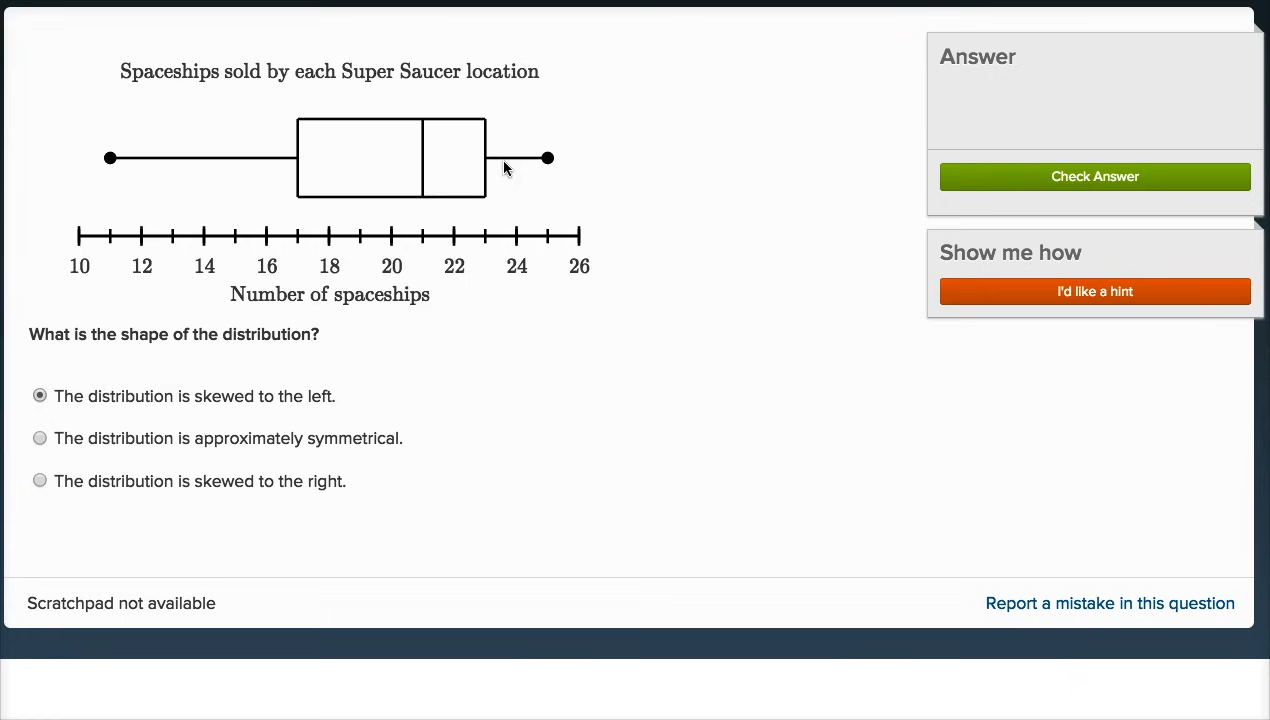 Spaceships sold by each Super Saucer location
10 12 14 16 18 20 22 24 26
Number of spaceships
What is the shape of the distribution?
The distribution is skewed to the left.
The distribution is approximately symmetrical.
The distribution is skewed to the right.
Scratchpad not available
Report a mistake in this question
Answer
Check Answer
Show me how
I'd like a hint